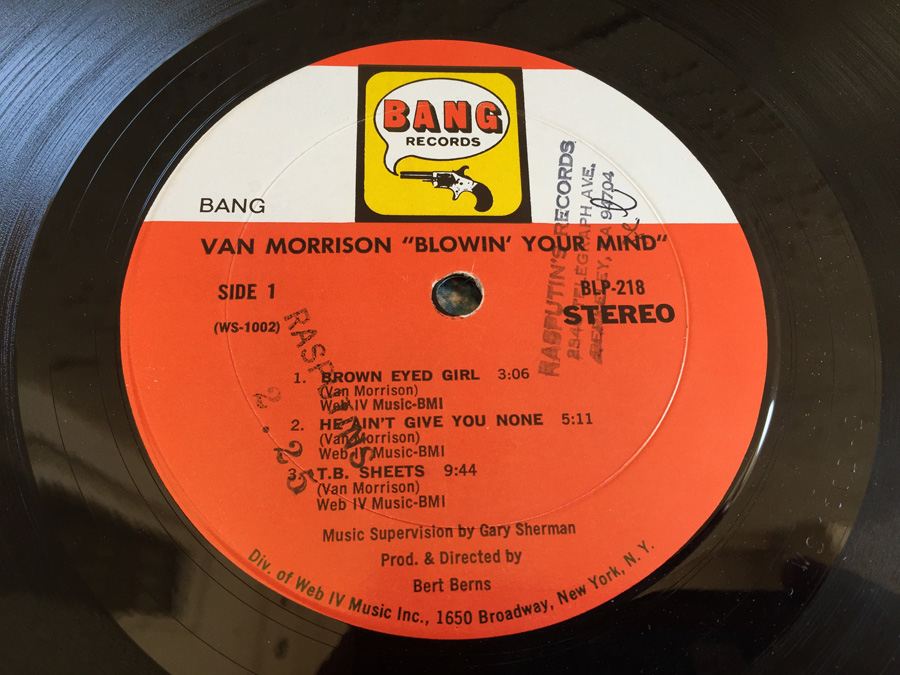 BANG
RECORDS
BANG
VAN MORRISON "BLOWIN' YOUR MIND"
SIDE 1
BLP-218
(WS-1002)
STEREO
1. BROWN EYED GIRL 3:06
(Van Morrison)
Web IV Music-BMI
2. HE AIN'T GIVE YOU NONE 5:11
(Van Morrison)
Web IV Music-BMI
3. T.B. SHEETS 9:44
(Van Morrison)
Web IV Music-BMI
Music Supervision by Gary Sherman
Prod. & Directed by
Bert Berns
Div. of Web IV Music Inc., 1650 Broadway, New York, N. Y.
RASPUTIN'S RECORDS
TELEGRAPH AVE.
94704
2.25